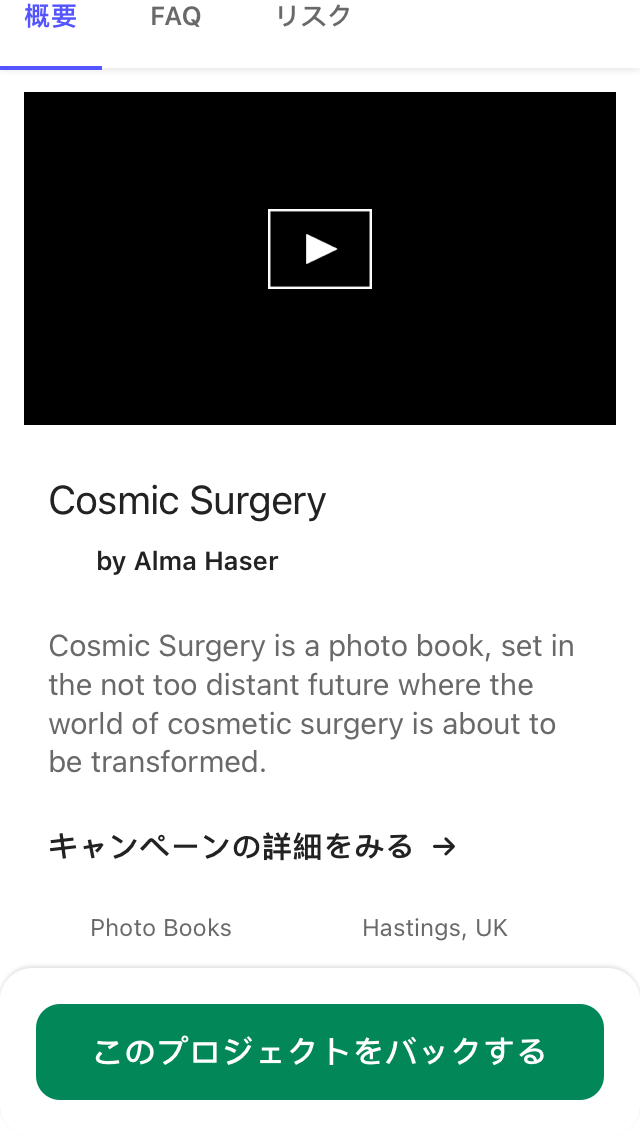 概要 FAQ リスク
Cosmic Surgery
by Alma Haser
Cosmic Surgery is a photo book, set in
the not too distant future where the
world of cosmetic surgery is about to
be transformed.
キャンペーンの詳細をみる →
Photo Books Hastings, UK
このプロジェクトをバックする